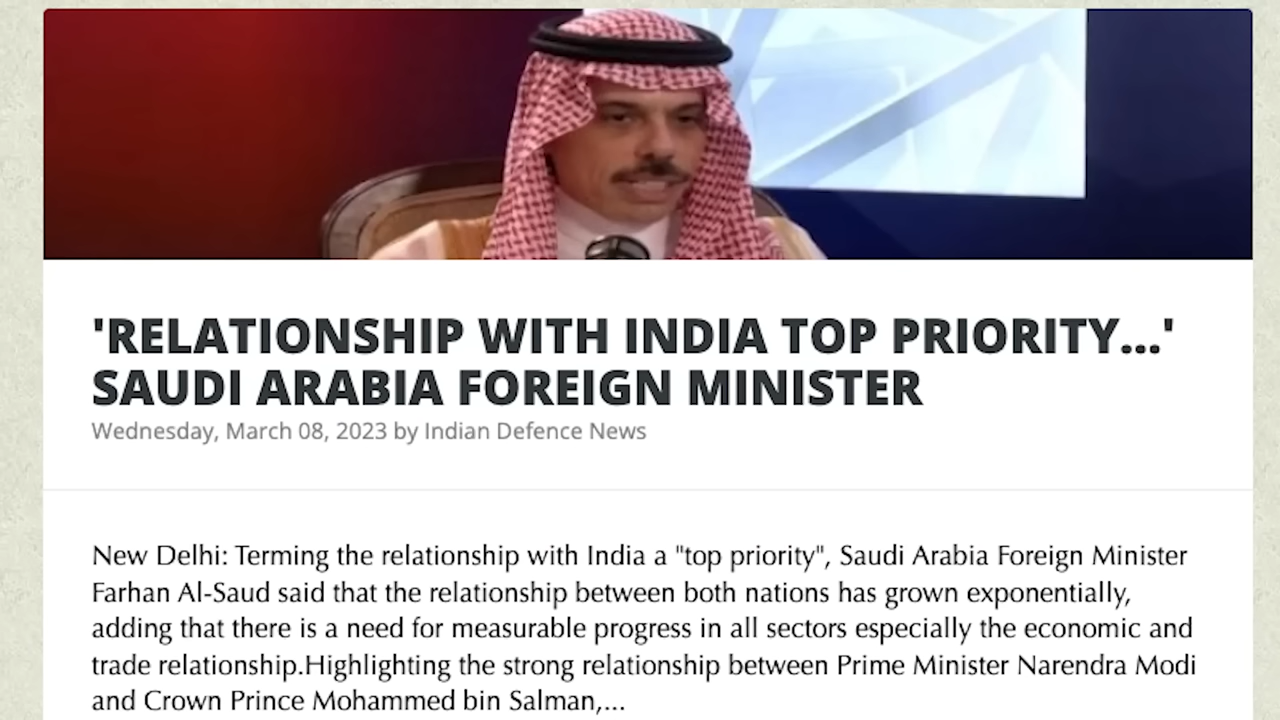 'RELATIONSHIP WITH INDIA TOP PRIORITY...'
SAUDI ARABIA FOREIGN MINISTER
Wednesday, March 08, 2023 by Indian Defence News
New Delhi: Terming the relationship with India a "top priority", Saudi Arabia Foreign Minister
Farhan Al-Saud said that the relationship between both nations has grown exponentially,
adding that there is a need for measurable progress in all sectors especially the economic and
trade relationship.Highlighting the strong relationship between Prime Minister Narendra Modi
and Crown Prince Mohammed bin Salman,...